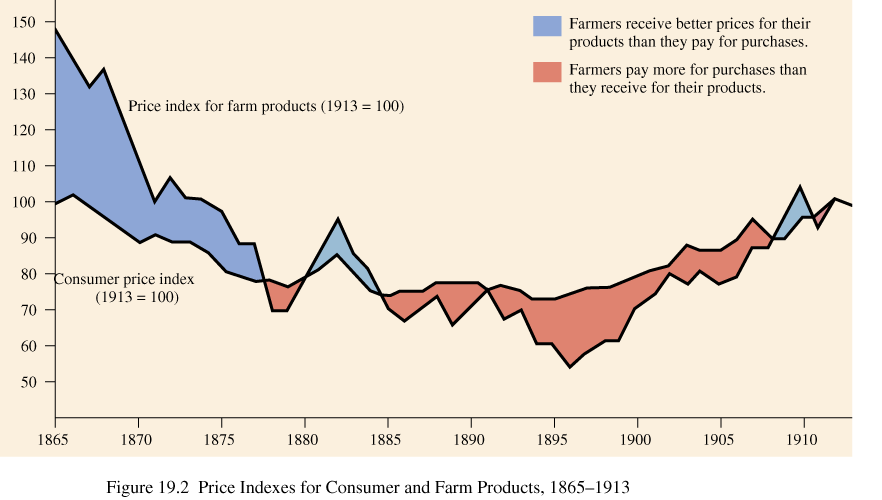 150
140
130
120
110
100
90
80
70
60
50
Farmers receive better prices for their
products than they pay for purchases.
Farmers pay more for purchases than
they receive for their products.
Price index for farm products (1913 = 100)
Consumer price index
(1913 = 100)
1865 1870 1875 1880 1885 1890 1895 1900 1905 1910
Figure 19.2 Price Indexes for Consumer and Farm Products, 1865–1913